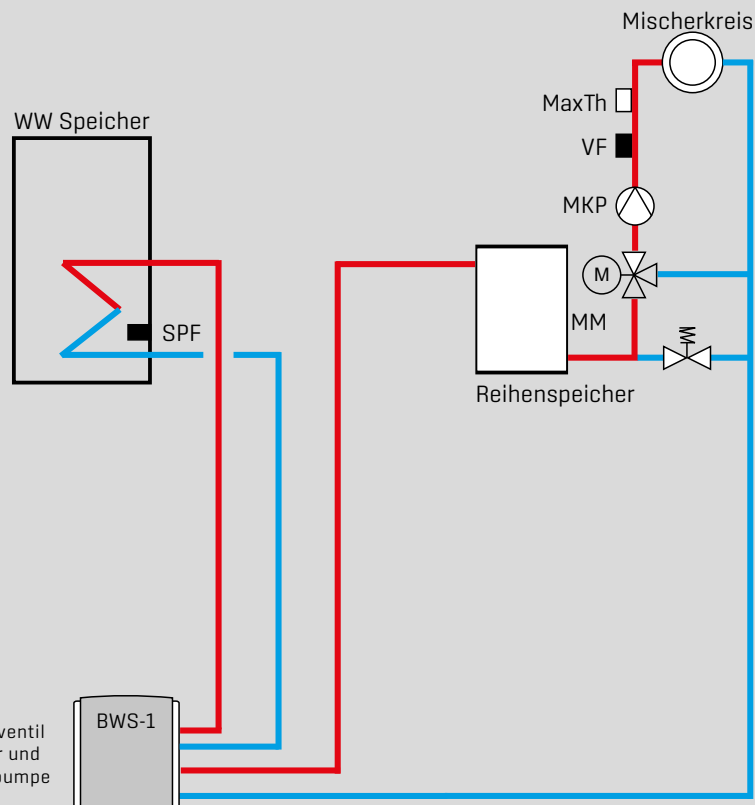 Mischerkreis
MaxTh
WW Speicher
VF
MKP
M
SPF
MM
Reihenspeicher
BWS-1
ventil
und
pumpe